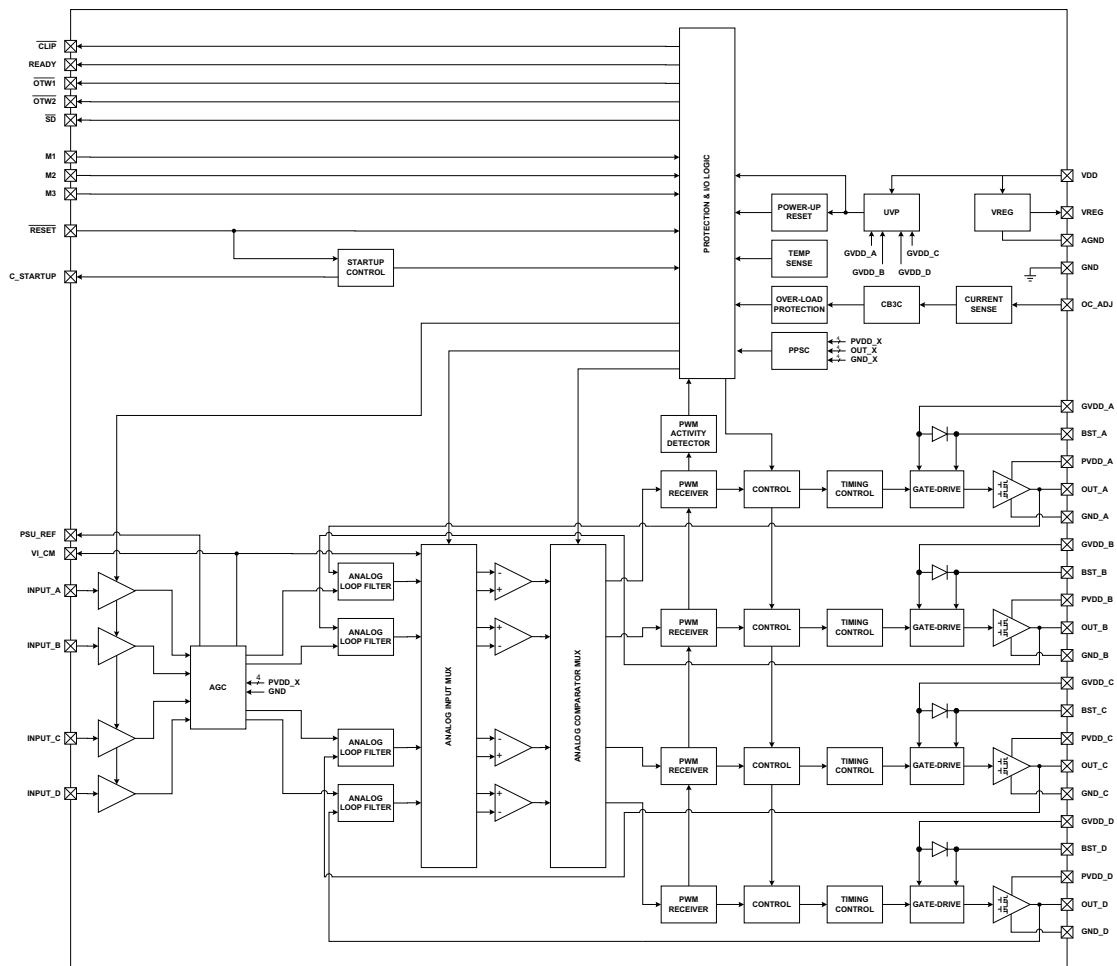 CLIP
READY
OTW1
OTW2
SD
M1
M2
M3
RESET
C_STARTUP
STARTUP
CONTROL
PROTECTION & I/O LOGIC
POWER-UP
RESET
UVP
VREG
GVDD_A
GVDD_C
GVDD_B
GVDD_D
TEMP
SENSE
OVER-LOAD
PROTECTION
CB3C
CURRENT
SENSE
PPSC
4
PVDD_X
4
OUT_X
4
GND_X
VDD
VREG
AGND
GND
OC_ADJ
PWM
ACTIVITY
DETECTOR
GVDD_A
BST_A
PWM
RECEIVER
CONTROL
TIMING
CONTROL
GATE-DRIVE
PVDD_A
OUT_A
GND_A
PSU_REF
VI_CM
INPUT_A
INPUT_B
INPUT_C
INPUT_D
AGC
4
PVDD_X
GND
ANALOG
LOOP FILTER
ANALOG
LOOP FILTER
ANALOG
LOOP FILTER
ANALOG
LOOP FILTER
ANALOG INPUT MUX
-
+
+
-
-
+
+
-
ANALOG COMPARATOR MUX
GVDD_B
BST_B
PWM
RECEIVER
CONTROL
TIMING
CONTROL
GATE-DRIVE
PVDD_B
OUT_B
GND_B
GVDD_C
BST_C
PWM
RECEIVER
CONTROL
TIMING
CONTROL
GATE-DRIVE
PVDD_C
OUT_C
GND_C
GVDD_D
BST_D
PWM
RECEIVER
CONTROL
TIMING
CONTROL
GATE-DRIVE
PVDD_D
OUT_D
GND_D